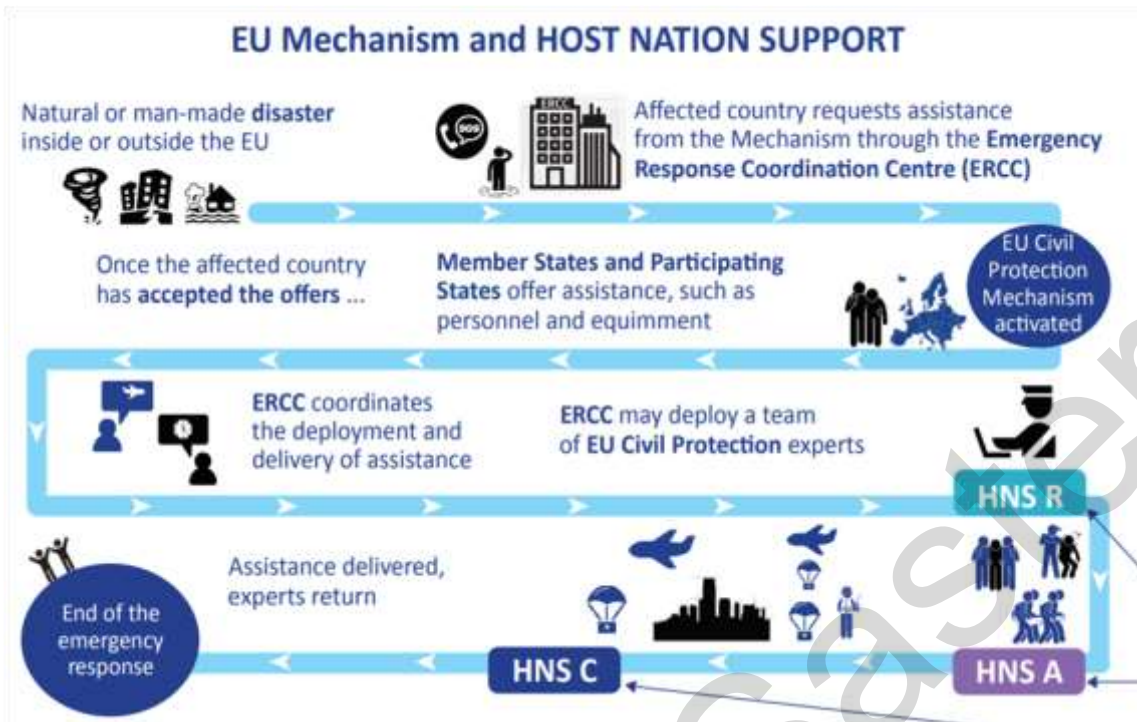 EU Mechanism and HOST NATION SUPPORT
Natural or man-made disaster
inside or outside the EU
SOS
ERCC
Affected country requests assistance
from the Mechanism through the Emergency
Response Coordination Centre (ERCC)
EU Civil
Protection
Mechanism
activated
Member States and Participating
States offer assistance, such as
personnel and equimment
Once the affected country
has accepted the offers ...
ERCC coordinates
the deployment and
delivery of assistance
ERCC may deploy a team
of EU Civil Protection experts
HNS R
HNS A
HNS C
Assistance delivered,
experts return
End of the
emergency
response